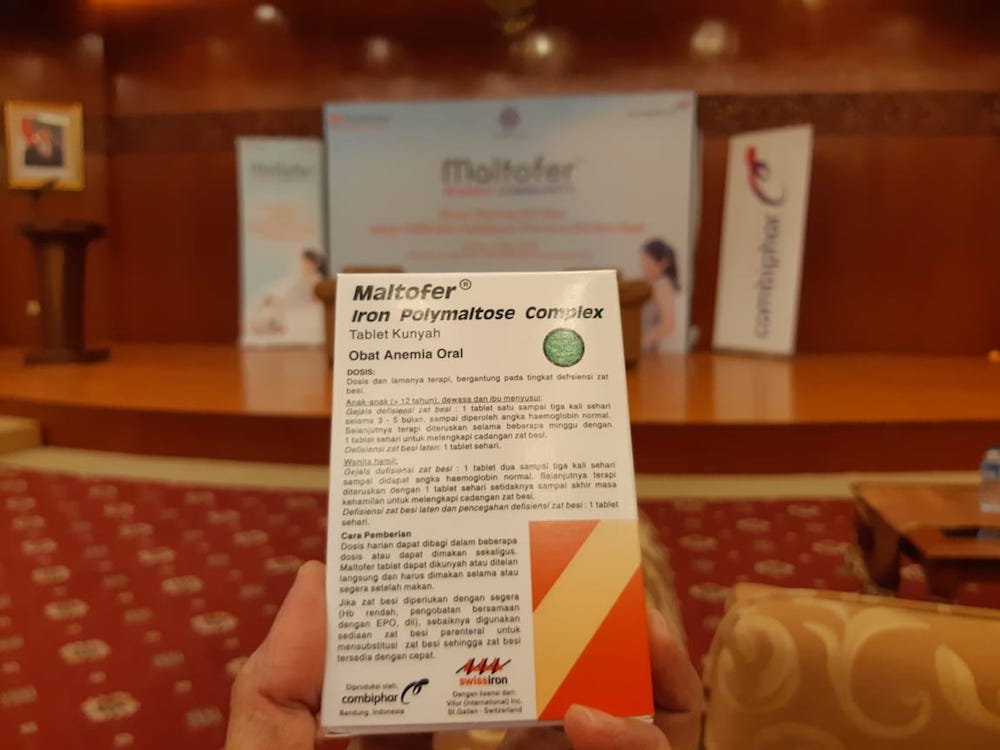 Maltofer
combiphar
Maltofer®
Iron Polymaltose Complex
Tablet Kunyah
Obat Anemia Oral
DOSIS:
Dosis dan lamanya terapi, bergantung pada tingkat defisiensi zat
besi.
Anak-anak (> 12 tahun), dewasa dan ibu menyusui:
Gejala defisiensi zat besi : 1 tablet satu sampai tiga kali sehari
selama 3 - 5 bulan, sampai diperoleh angka haemoglobin normal.
Selanjutnya terapi diteruskan selama beberapa minggu dengan
1 tablet sehari untuk melengkapi cadangan zat besi.
Defisiensi zat besi laten: 1 tablet sehari.
Wanita hamil:
Gejala defisiensi zat besi : 1 tablet dua sampai tiga kali sehari
sampai didapat angka haemoglobin normal. Selanjutnya terapi
diteruskan dengan 1 tablet sehari setidaknya sampai akhir masa
kehamilan untuk melengkapi cadangan zat besi.
Defisiensi zat besi laten dan pencegahan defisiensi zat besi : 1 tablet
sehari.
Cara Pemberian
Dosis harian dapat dibagi dalam beberapa
dosis atau dapat dimakan sekaligus.
Maltofer tablet dapat dikunyah atau ditelan
langsung dan harus dimakan selama atau
segera setelah makan.
Jika zat besi diperlukan dengan segera
(Hb rendah, pengobatan bersamaan
dengan EPO, dll), sebaiknya digunakan
sediaan zat besi parenteral untuk
mensubstitusi zat besi sehingga zat besi
tersedia dengan cepat.
Diproduksi oleh:
combiphar
Bandung, Indonesia
swissiron
Dengan lisensi dari:
Vifor (International) Inc.
St.Gallen - Switzerland